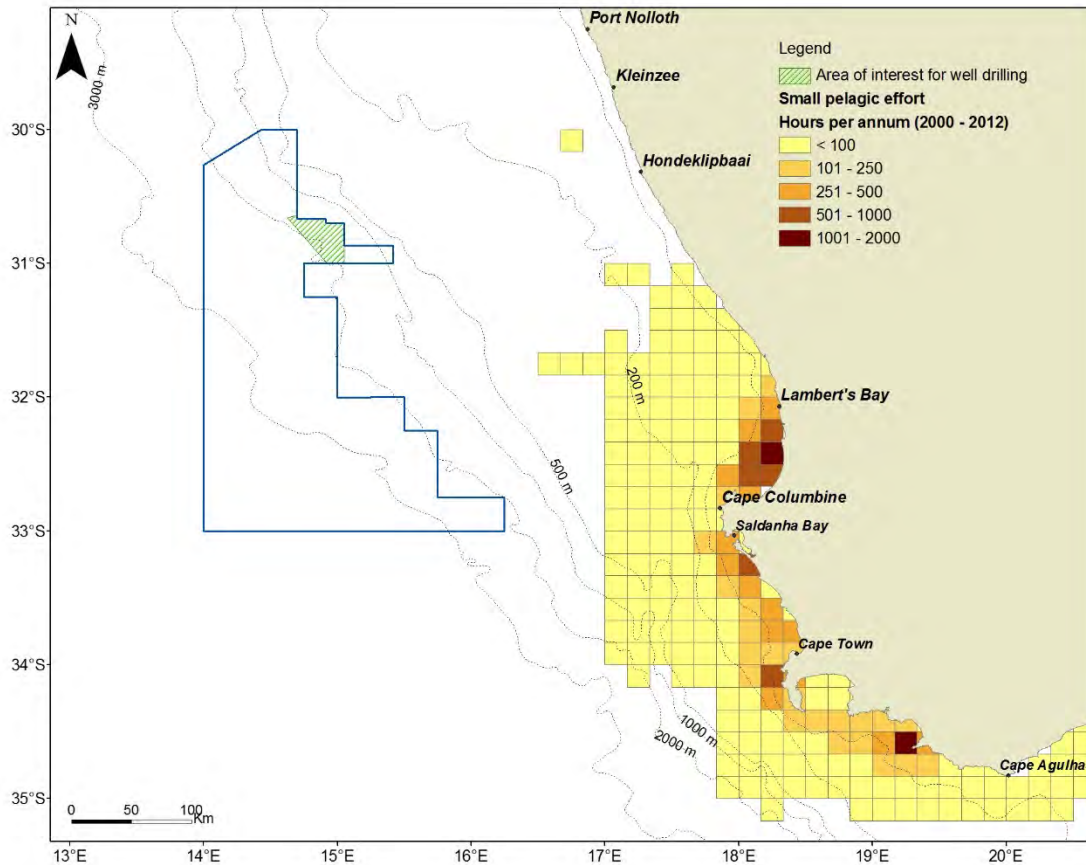 N
Port Nolloth
Kleinzee
Hondeklipbaai
Legend
Area of interest for well drilling
Small pelagic effort
Hours per annum (2000 - 2012)
< 100
101 - 250
251 - 500
501 - 1000
1001 - 2000
3000 m
200 m
500 m
1000 m
2000 m
Lambert's Bay
Cape Columbine
Saldanha Bay
Cape Town
Cape Agulha
30°S
31°S
32°S
33°S
34°S
35°S
0 50 100
Km
13°E 14°E 15°E 16°E 17°E 18°E 19°E 20°E